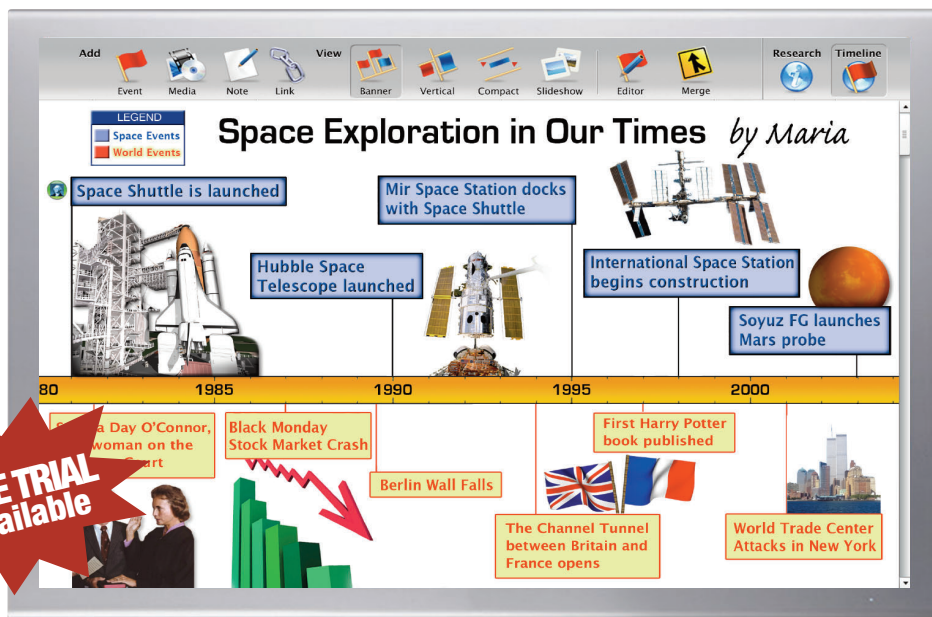 Add
Event
Media
Note
Link
View
Banner
Vertical
Compact
Slideshow
Editor
Merge
Research
Timeline
LEGEND
Space Events
World Events
Space Exploration in Our Times by Maria
Space Shuttle is launched
Mir Space Station docks
with Space Shuttle
Hubble Space
Telescope launched
International Space Station
begins construction
Soyuz FG launches
Mars probe
80 1985 1990 1995 2000
Day O'Connor,
woman on the
Black Monday
Stock Market Crash
Berlin Wall Falls
First Harry Potter
book published
The Channel Tunnel
between Britain and
France opens
World Trade Center
Attacks in New York
TRIAL